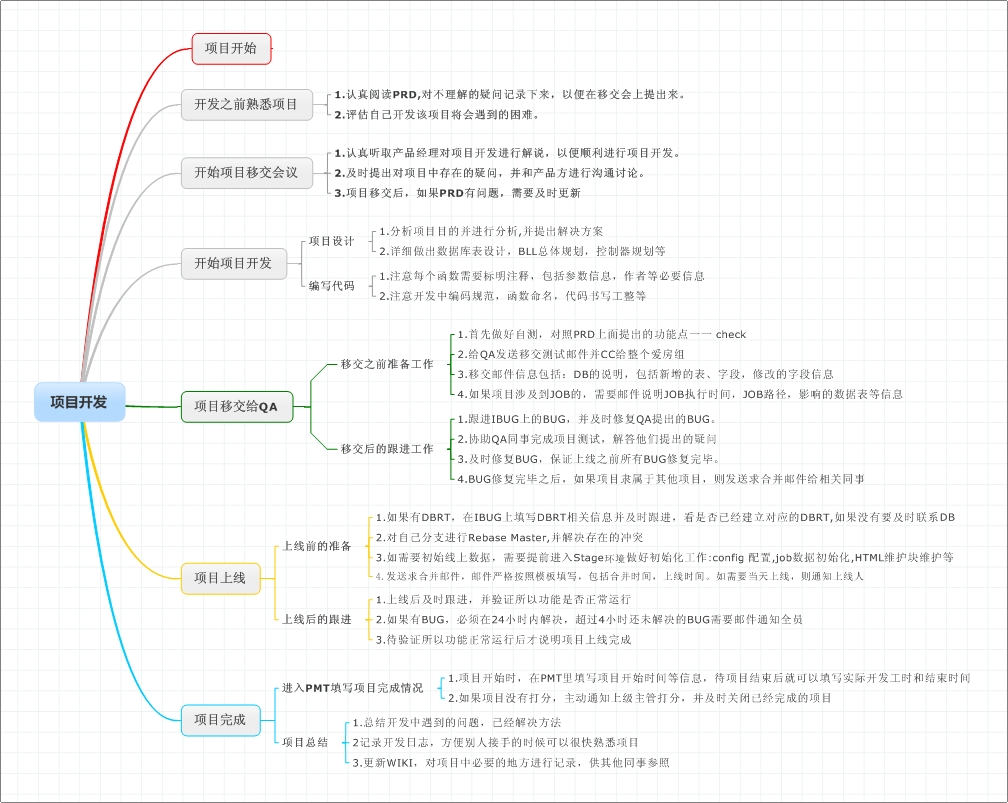 项目开始
开发之前熟悉项目
1.认真阅读PRD,对不理解的疑问记录下来，以便在移交会上提出来。
2.评估自己开发该项目将会遇到的困难。
开始项目移交会议
1.认真听取产品经理对项目开发进行解说，以便顺利进行项目开发。
2.及时提出对项目中存在的疑问，并和产品方进行沟通讨论。
3.项目移交后，如果PRD有问题，需要及时更新
开始项目开发
项目设计
1.分析项目目的并进行分析,并提出解决方案
2.详细做出数据库表设计，BLL总体规划，控制器规划等
编写代码
1.注意每个函数需要标明注释，包括参数信息，作者等必要信息
2.注意开发中编码规范，函数命名，代码书写工整等
项目开发
项目移交给QA
移交之前准备工作
1.首先做好自测，对照PRD上面提出的功能点一一 check
2.给QA发送移交测试邮件并CC给整个爱房组
3.移交邮件信息包括：DB的说明，包括新增的表、字段，修改的字段信息
4.如果项目涉及到JOB的，需要邮件说明JOB执行时间，JOB路径，影响的数据表等信息
移交后的跟进工作
1.跟进IBUG上的BUG，并及时修复QA提出的BUG。
2.协助QA同事完成项目测试，解答他们提出的疑问
3.及时修复BUG，保证上线之前所有BUG修复完毕。
4.BUG修复完毕之后，如果项目隶属于其他项目，则发送求合并邮件给相关同事
项目上线
上线前的准备
1.如果有DBRT，在IBUG上填写DBRT相关信息并及时跟进，看是否已经建立对应的DBRT,如果没有要及时联系DB
2.对自己分支进行Rebase Master,并解决存在的冲突
3.如需要初始线上数据，需要提前进入Stage环境做好初始化工作:config 配置,job数据初始化,HTML维护块维护等
4.发送求合并邮件，邮件严格按照模板填写，包括合并时间，上线时间。如需要当天上线，则通知上线人
上线后的跟进
1.上线后及时跟进，并验证所以功能是否正常运行
2.如果有BUG，必须在24小时内解决，超过4小时还未解决的BUG需要邮件通知全员
3.待验证所以功能正常运行后才说明项目上线完成
项目完成
进入PMT填写项目完成情况
1.项目开始时，在PMT里填写项目开始时间等信息，待项目结束后就可以填写实际开发工时和结束时间
2.如果项目没有打分，主动通知上级主管打分，并及时关闭已经完成的项目
项目总结
1.总结开发中遇到的问题，已经解决方法
2记录开发日志，方便别人接手的时候可以很快熟悉项目
3.更新WIKI，对项目中必要的地方进行记录，供其他同事参照